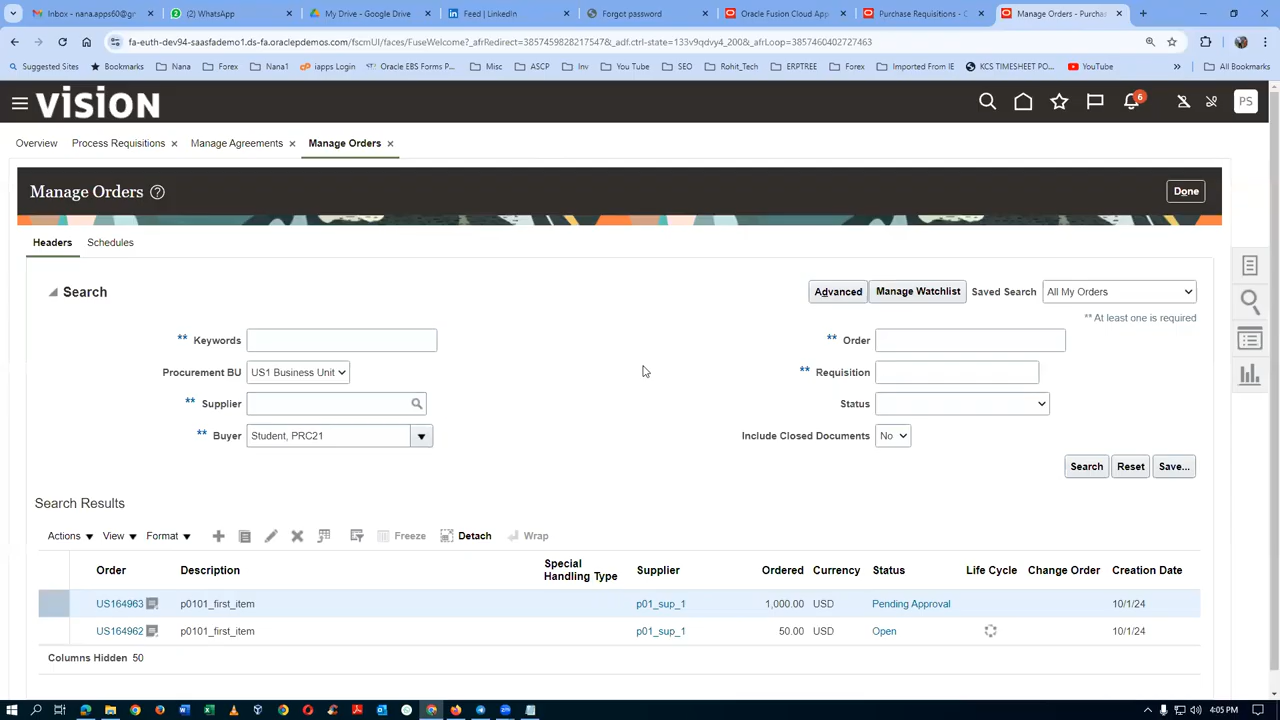 Inbox - nana.apps60@gmail.c
(2) WhatsApp
My Drive - Google Drive
Feed | LinkedIn
Forgot password
Oracle Fusion Cloud App
Purchase Requisitions - C
Manage Orders - Purchas
fa-euth-dev94-saasfademo1.ds-fa.oraclepdemos.com/fscmUI/faces/FuseWelcome?_afrRedirect=38574598282175478&_adf.ctrl-state=133v9qdvy4_200&_afrLoop=3857460402727463
Suggested Sites
Bookmarks
Nana
Forex
Nana1
iapps Login
Oracle EBS Forms P...
Misc
ASCP
Inv
You Tube
SEO
Rohit_Tech
ERPTREE
Forex
Imported From IE
KCS TIMESHEET PO...
YouTube
All Bookmarks
VISION
6
PS
Overview
Process Requisitions
Manage Agreements
Manage Orders
Manage Orders
Done
Headers
Schedules
Search
Advanced
Manage Watchlist
Saved Search
All My Orders
** At least one is required
** Keywords
** Order
Procurement BU
US1 Business Unit
** Requisition
** Supplier
Status
** Buyer
Student, PRC21
Include Closed Documents
No
Search
Reset
Save...
Search Results
Actions
View
Format
Freeze
Detach
Wrap
Order
Description
Special Handling Type
Supplier
Ordered
Currency
Status
Life Cycle
Change Order
Creation Date
US164963
p0101_first_item
p01_sup_1
1,000.00
USD
Pending Approval
10/1/24
US164962
p0101_first_item
p01_sup_1
50.00
USD
Open
10/1/24
Columns Hidden 50
4:05 PM